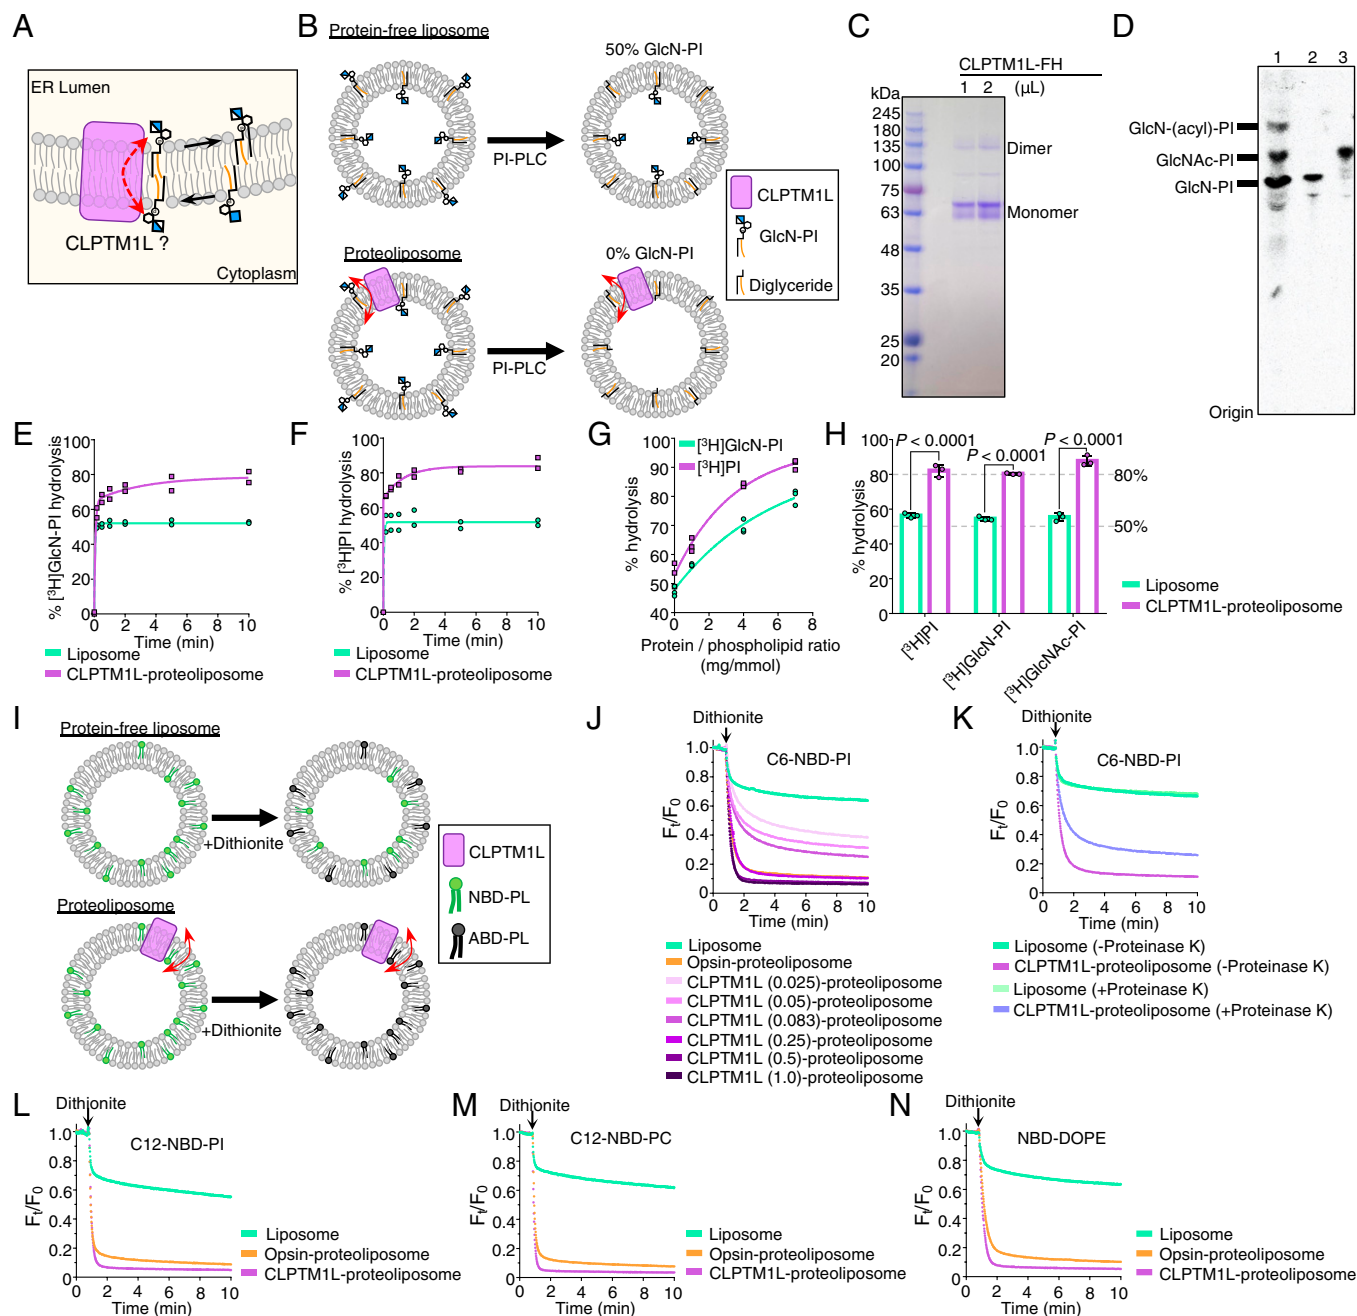 A
ER Lumen
CLPTM1L ?
Cytoplasm
B
Protein-free liposome
50% GlcN-PI
PI-PLC
Proteoliposome
0% GlcN-PI
PI-PLC
CLPTM1L
GlcN-PI
Diglyceride
C
CLPTM1L-FH
kDa
1 2 (µL)
245
180
135
100
75
63
48
35
25
20
Dimer
Monomer
D
1 2 3
GlcN-(acyl)-PI
GlcNAc-PI
GlcN-PI
Origin
E
% [³H]GlcN-PI hydrolysis
100
80
60
40
20
0
0 2 4 6 8 10
Time (min)
Liposome
CLPTM1L-proteoliposome
F
% [³H]PI hydrolysis
100
80
60
40
20
0
0 2 4 6 8 10
Time (min)
Liposome
CLPTM1L-proteoliposome
G
[³H]GlcN-PI
[³H]PI
% hydrolysis
100
90
80
70
60
50
40
0 2 4 6 8
Protein / phospholipid ratio
(mg/mmol)
H
% hydrolysis
100
80
60
40
20
0
P < 0.0001
P < 0.0001
P < 0.0001
80%
50%
[³H]PI
[³H]GlcN-PI
[³H]GlcNAc-PI
Liposome
CLPTM1L-proteoliposome
I
Protein-free liposome
+Dithionite
Proteoliposome
+Dithionite
CLPTM1L
NBD-PL
ABD-PL
J
Dithionite
C6-NBD-PI
Ft/F0
1.0
0.8
0.6
0.4
0.2
0
0 2 4 6 8 10
Time (min)
Liposome
Opsin-proteoliposome
CLPTM1L (0.025)-proteoliposome
CLPTM1L (0.05)-proteoliposome
CLPTM1L (0.083)-proteoliposome
CLPTM1L (0.25)-proteoliposome
CLPTM1L (0.5)-proteoliposome
CLPTM1L (1.0)-proteoliposome
K
Dithionite
C6-NBD-PI
Ft/F0
1.0
0.8
0.6
0.4
0.2
0
0 2 4 6 8 10
Time (min)
Liposome (-Proteinase K)
CLPTM1L-proteoliposome (-Proteinase K)
Liposome (+Proteinase K)
CLPTM1L-proteoliposome (+Proteinase K)
L
Dithionite
C12-NBD-PI
Ft/F0
1.0
0.8
0.6
0.4
0.2
0
0 2 4 6 8 10
Time (min)
Liposome
Opsin-proteoliposome
CLPTM1L-proteoliposome
M
Dithionite
C12-NBD-PC
Ft/F0
1.0
0.8
0.6
0.4
0.2
0
0 2 4 6 8 10
Time (min)
Liposome
Opsin-proteoliposome
CLPTM1L-proteoliposome
N
Dithionite
NBD-DOPE
Ft/F0
1.0
0.8
0.6
0.4
0.2
0
0 2 4 6 8 10
Time (min)
Liposome
Opsin-proteoliposome
CLPTM1L-proteoliposome